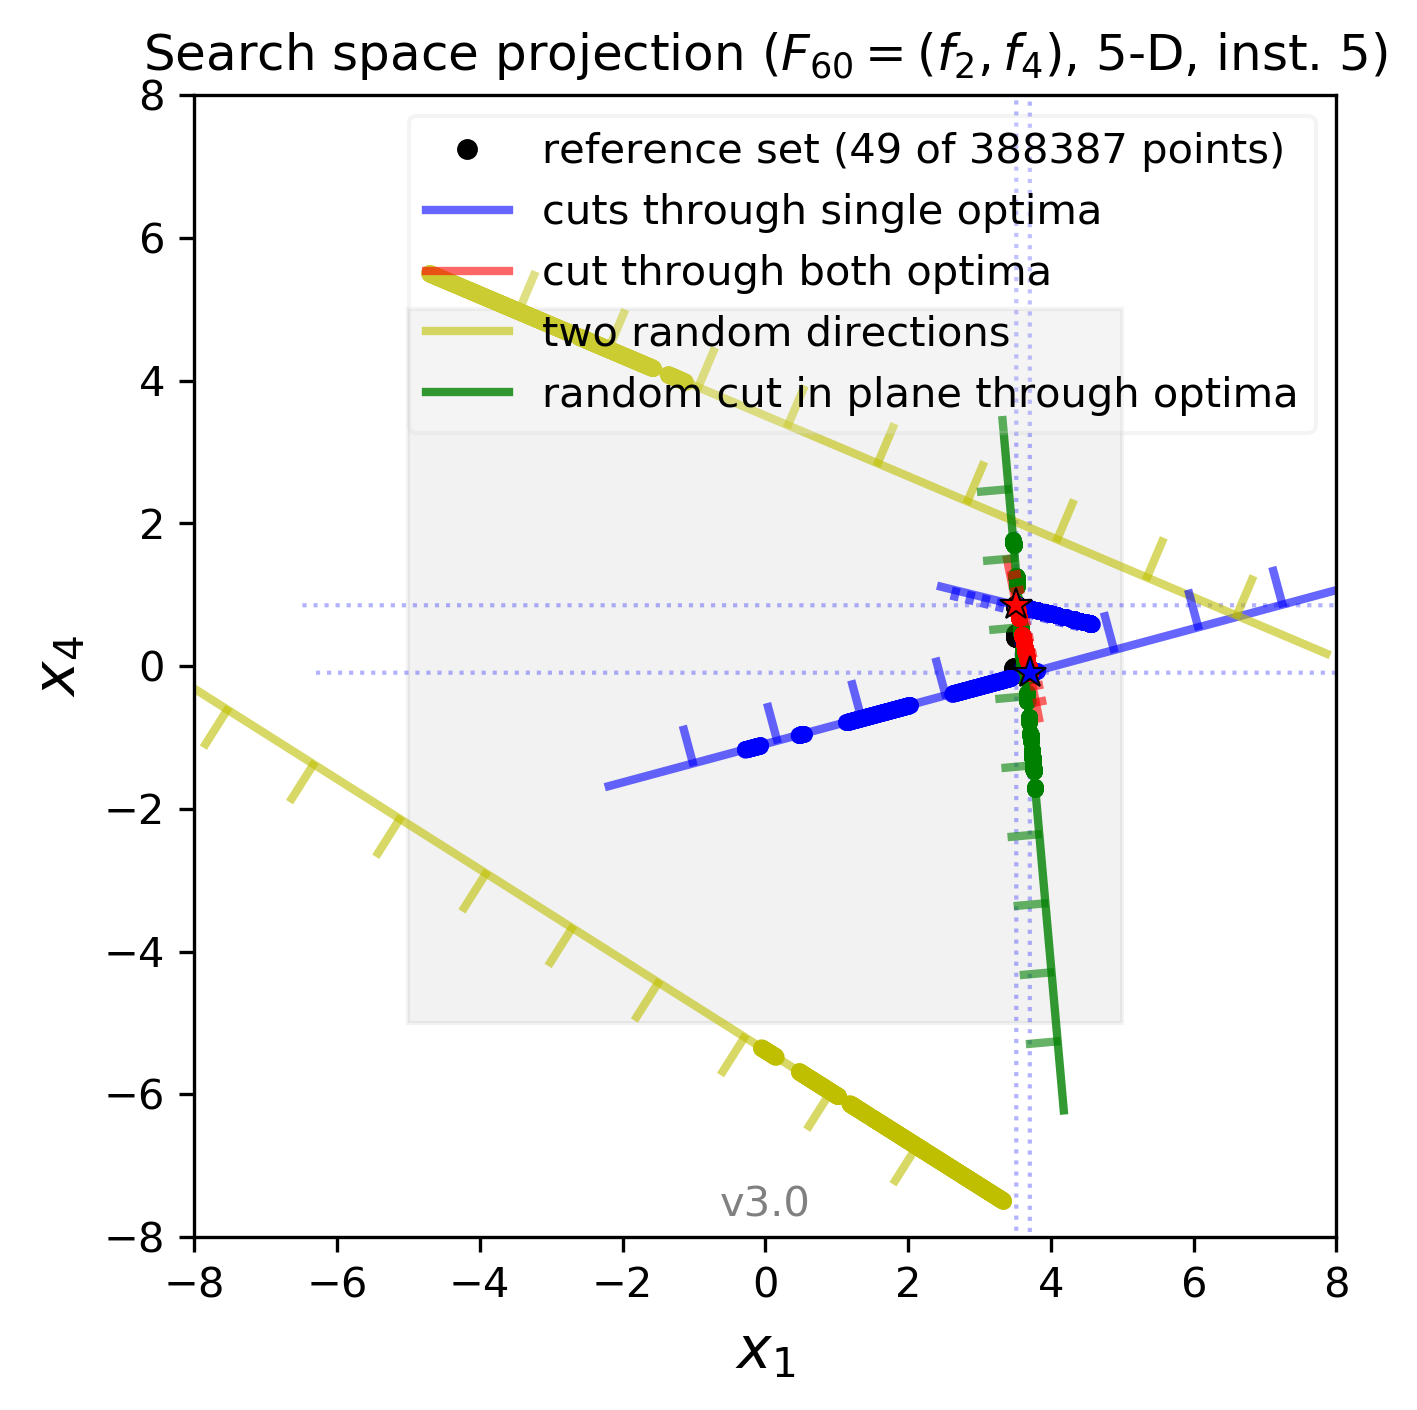 Search space projection (F60 = (f2, f4), 5-D, inst. 5)
reference set (49 of 388387 points)
cuts through single optima
cut through both optima
two random directions
random cut in plane through optima
8
6
4
2
0
−2
−4
−6
−8
x4
v3.0
−8 −6 −4 −2 0 2 4 6 8
x1